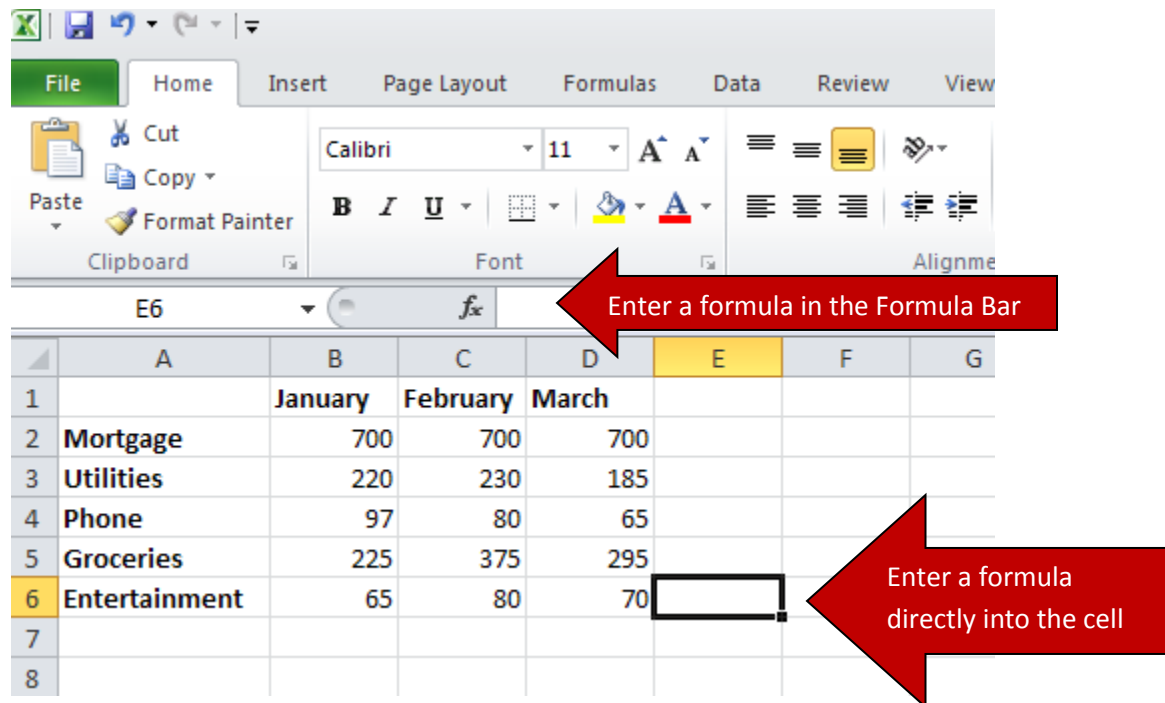 File Home Insert Page Layout Formulas Data Review View
Cut
Calibri 11 A A
Copy
Paste
B I U A
Format Painter
Clipboard Font Alignme
E6 fx Enter a formula in the Formula Bar
A B C D E F G
1 January February March
2 Mortgage 700 700 700
3 Utilities 220 230 185
4 Phone 97 80 65
5 Groceries 225 375 295
6 Entertainment 65 80 70
7
8
Enter a formula
directly into the cell